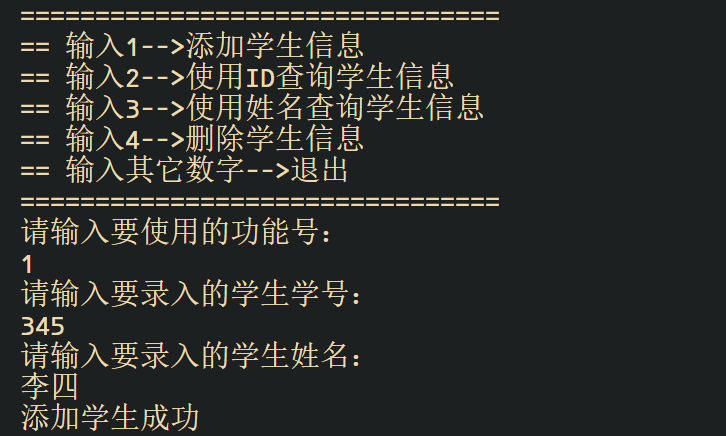 ================================
== 输入1-->添加学生信息
== 输入2-->使用ID查询学生信息
== 输入3-->使用姓名查询学生信息
== 输入4-->删除学生信息
== 输入其它数字-->退出
================================
请输入要使用的功能号：
1
请输入要录入的学生学号：
345
请输入要录入的学生姓名：
李四
添加学生成功